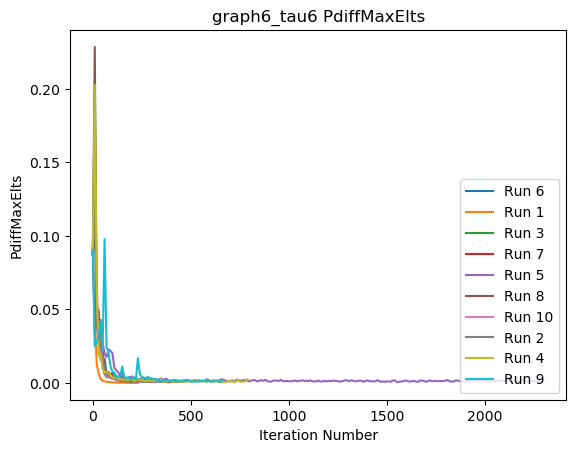 graph6_tau6 PdiffMaxElts
PdiffMaxElts
0.20
0.15
0.10
0.05
0.00
Run 6
Run 1
Run 3
Run 7
Run 5
Run 8
Run 10
Run 2
Run 4
Run 9
0
500
1000
1500
2000
Iteration Number